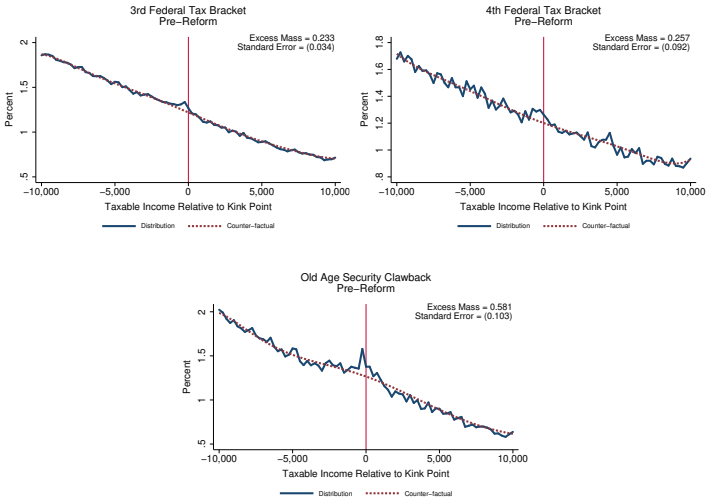 3rd Federal Tax Bracket
Pre−Reform
Excess Mass = 0.233
Standard Error = (0.034)
Percent
2
1.5
1
.5
−10,000
−5,000
0
5,000
10,000
Taxable Income Relative to Kink Point
Distribution
Counter−factual
4th Federal Tax Bracket
Pre−Reform
Excess Mass = 0.257
Standard Error = (0.092)
Percent
1.8
1.6
1.4
1.2
1
.8
−10,000
−5,000
0
5,000
10,000
Taxable Income Relative to Kink Point
Distribution
Counter−factual
Old Age Security Clawback
Pre−Reform
Excess Mass = 0.581
Standard Error = (0.103)
Percent
2
1.5
1
.5
−10,000
−5,000
0
5,000
10,000
Taxable Income Relative to Kink Point
Distribution
Counter−factual